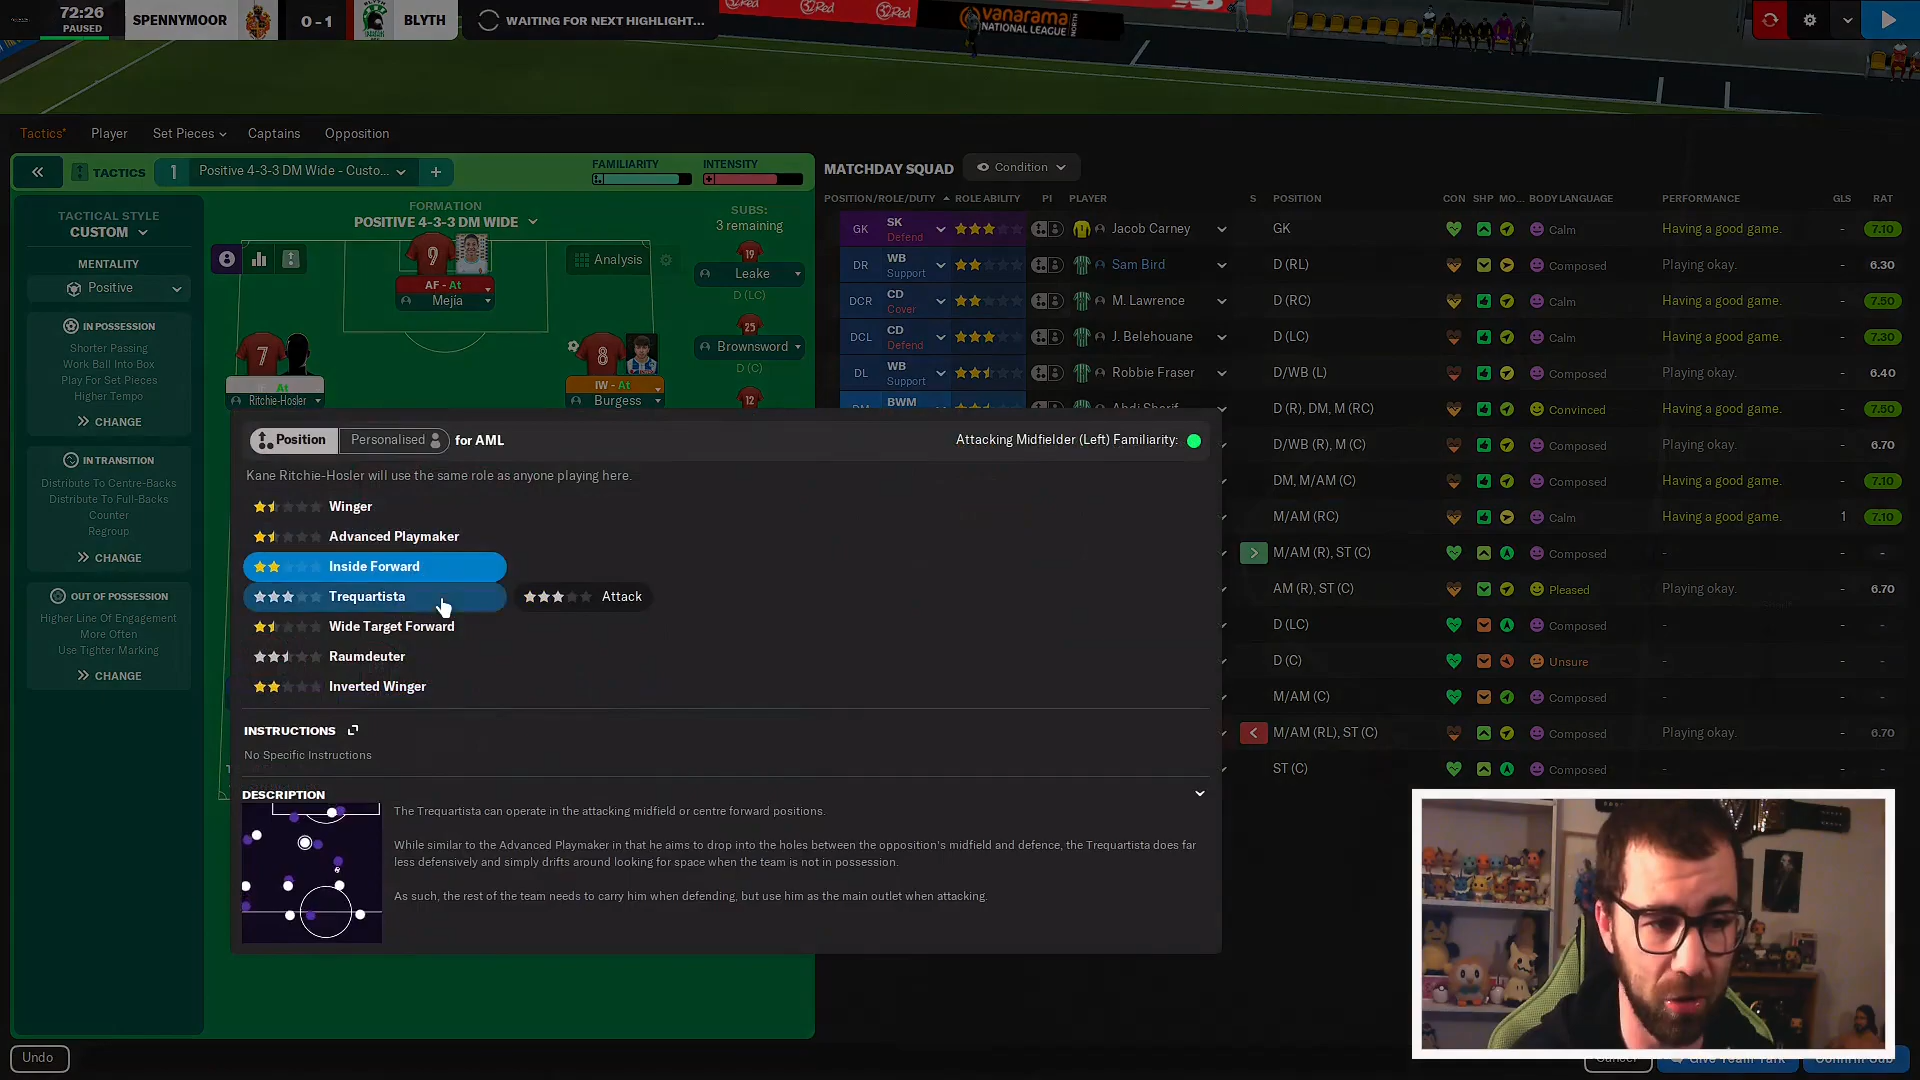 72:26
PAUSED
SPENNYMOOR
0 - 1
BLYTH
WAITING FOR NEXT HIGHLIGHT...
32Red
32Red
32Red
vanarama
NATIONAL LEAGUE
NORTH
Tactics*
Player
Set Pieces
Captains
Opposition
TACTICS
1
Positive 4-3-3 DM Wide - Custo...
FAMILIARITY
INTENSITY
TACTICAL STYLE
CUSTOM
MENTALITY
Positive
IN POSSESSION
Shorter Passing
Work Ball Into Box
Play For Set Pieces
Higher Tempo
CHANGE
IN TRANSITION
Distribute To Centre-Backs
Distribute To Full-Backs
Counter
Regroup
CHANGE
OUT OF POSSESSION
Higher Line Of Engagement
More Often
Use Tighter Marking
CHANGE
FORMATION
POSITIVE 4-3-3 DM WIDE
SUBS:
3 remaining
Analysis
9
AF - At
Mejía
7
IF - At
Ritchie-Hosler
8
IW - At
Burgess
19
Leake
D (LC)
25
Brownsword
D (C)
12
MATCHDAY SQUAD
Condition
POSITION/ROLE/DUTY ROLE ABILITY PI PLAYER S POSITION CON SHP MO... BODY LANGUAGE PERFORMANCE GLS RAT
GK SK Defend Jacob Carney GK Calm Having a good game. - 7.10
DR WB Support Sam Bird D (RL) Composed Playing okay. - 6.30
DCR CD Cover M. Lawrence D (RC) Calm Having a good game. - 7.50
DCL CD Defend J. Belehouane D (LC) Calm Having a good game. - 7.30
DL WB Support Robbie Fraser D/WB (L) Composed Playing okay. - 6.40
DM BWM Abdi Sharif D (R), DM, M (RC) Convinced Having a good game. - 7.50
D/WB (R), M (C) Composed Playing okay. - 6.70
DM, M/AM (C) Composed Having a good game. - 7.10
M/AM (RC) Calm Having a good game. 1 7.10
M/AM (R), ST (C) Composed - - -
AM (R), ST (C) Pleased Playing okay. - 6.70
D (LC) Composed - - -
D (C) Unsure - - -
M/AM (C) Composed - - -
M/AM (RL), ST (C) Composed Playing okay. - 6.70
ST (C) Composed - - -
Position
Personalised
for AML
Attacking Midfielder (Left) Familiarity:
Kane Ritchie-Hosler will use the same role as anyone playing here.
Winger
Advanced Playmaker
Inside Forward
Trequartista
Attack
Wide Target Forward
Raumdeuter
Inverted Winger
INSTRUCTIONS
No Specific Instructions
DESCRIPTION
The Trequartista can operate in the attacking midfield or centre forward positions.
While similar to the Advanced Playmaker in that he aims to drop into the holes between the opposition's midfield and defence, the Trequartista does far
less defensively and simply drifts around looking for space when the team is not in possession.
As such, the rest of the team needs to carry him when defending, but use him as the main outlet when attacking.
Undo
Cancel
Give Team Talk
Confirm Sub